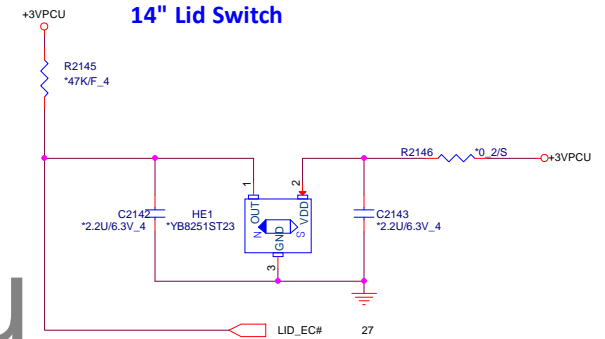 14" Lid Switch
+3VPCU
R2145
*47K/F_4
R2146 *0_2/S +3VPCU
1 2
OUT VDD
C2142 HE1 C2143
*2.2U/6.3V_4 *YB8251ST23 *2.2U/6.3V_4
N S
GND
3
LID_EC# 27
u